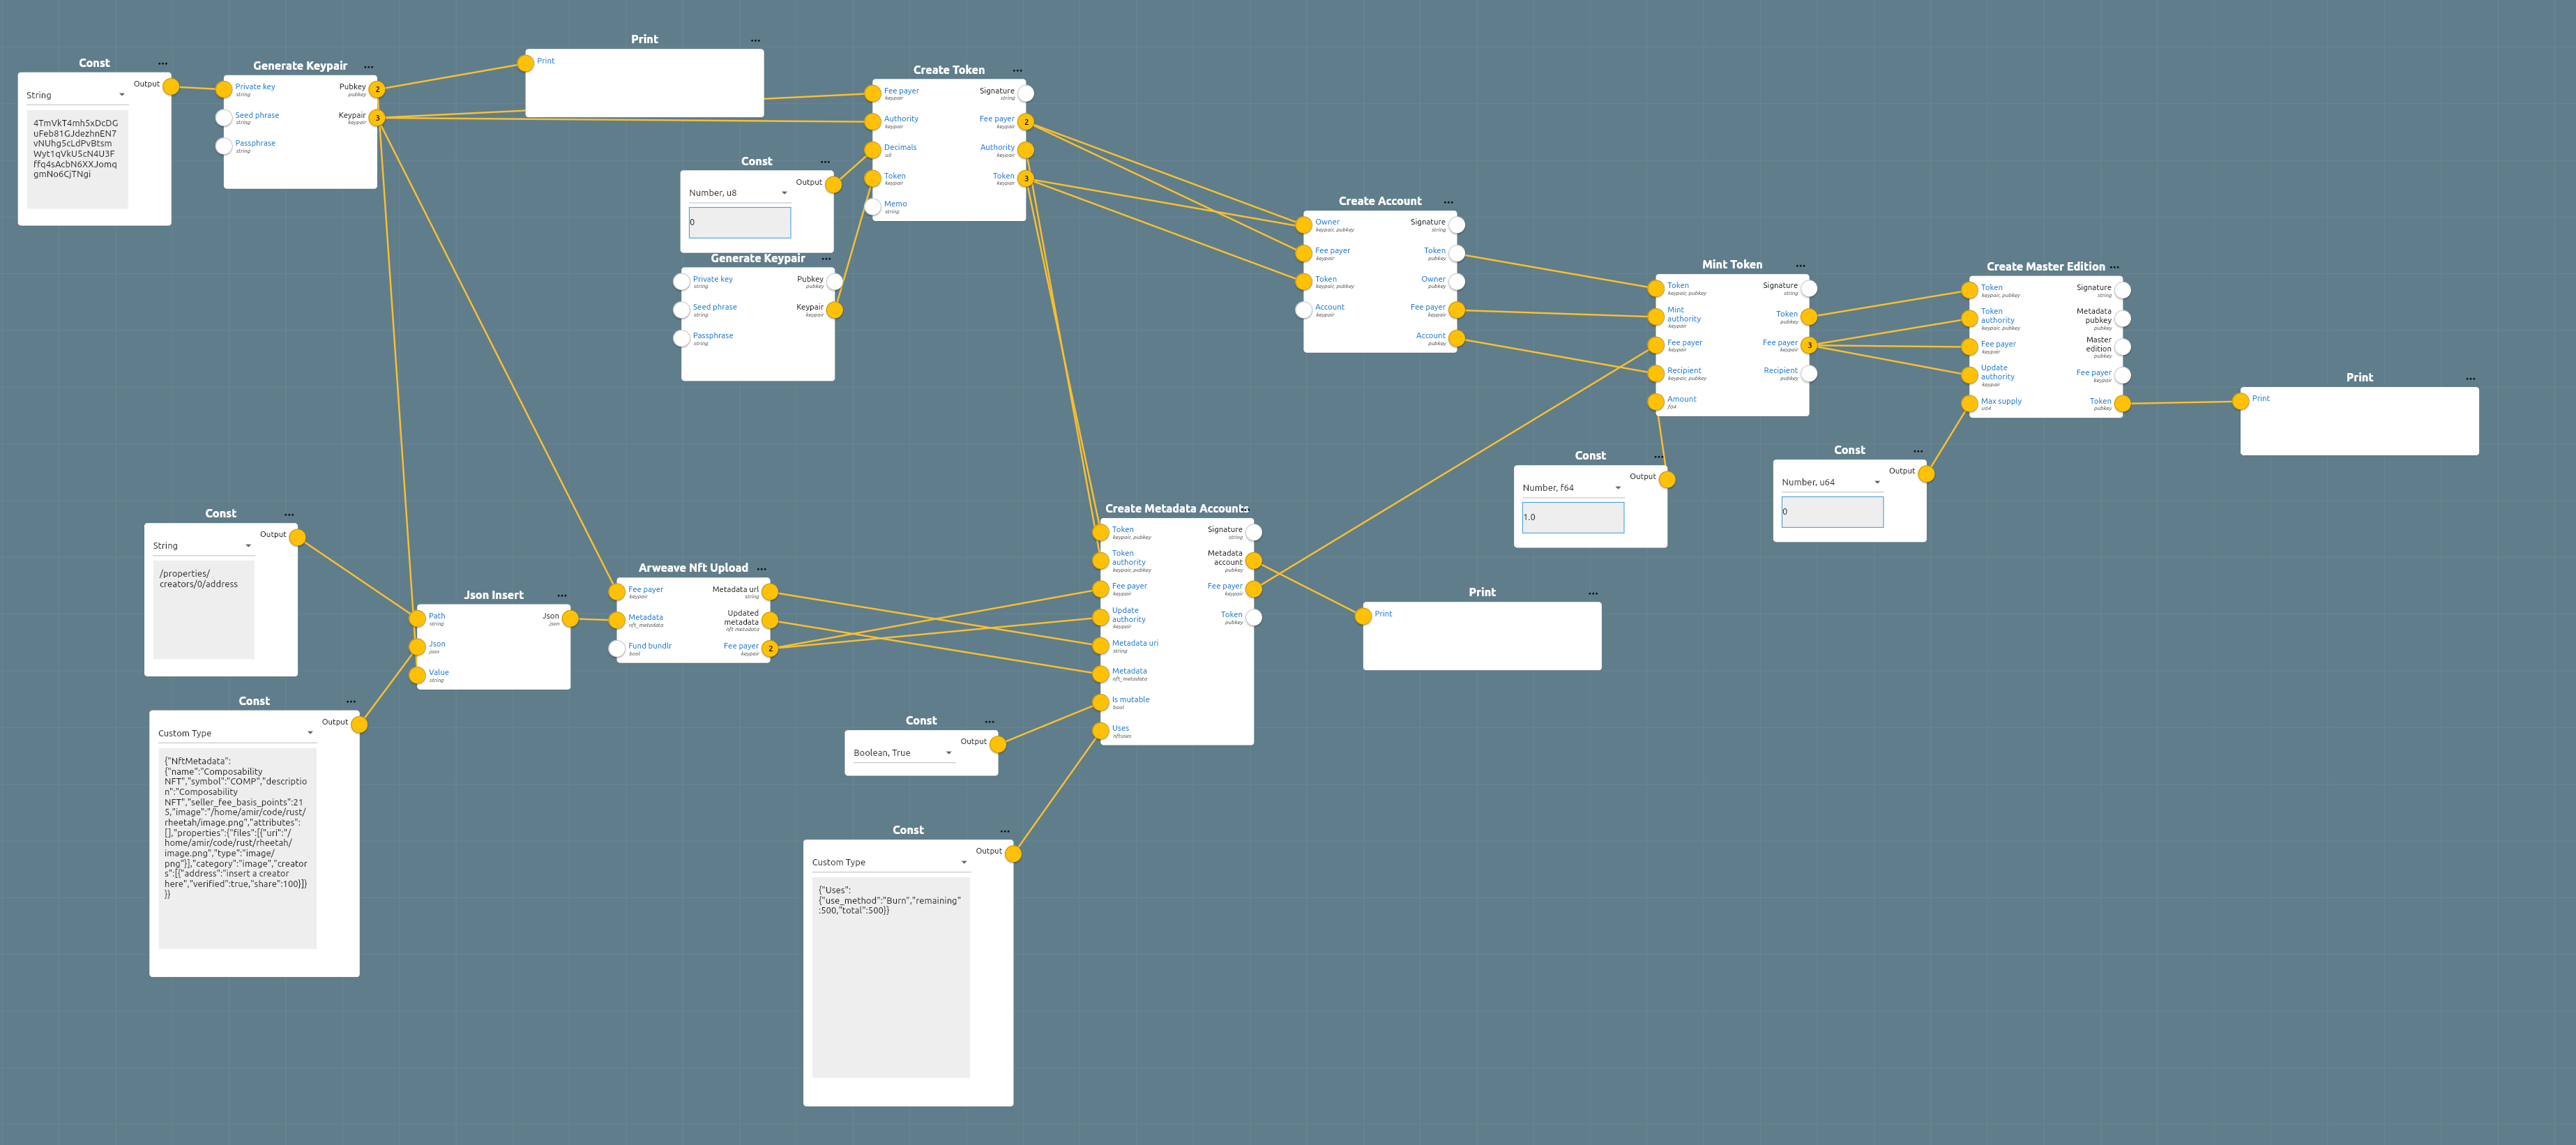 Const
...
Output
String
4TmVkT4mh5xDcDG
uFeb81GJdezhnEN7
vNUhg5cLdPvBtsm
Wyt1qVkU5cN4U3F
ffq4sAcbN6XXJomq
gmNo6CjTNgi
Generate Keypair
...
Private key
string
Seed phrase
string
Passphrase
string
Pubkey
pubkey
2
Keypair
keypair
3
Print
...
Print
Create Token
...
Fee payer
keypair
Authority
keypair
Decimals
u8
Token
keypair
Memo
string
Signature
string
Fee payer
keypair
2
Authority
keypair
Token
keypair
3
Const
...
Output
Number, u8
0
Generate Keypair
...
Private key
string
Seed phrase
string
Passphrase
string
Pubkey
pubkey
Keypair
keypair
Create Account
...
Owner
keypair, pubkey
Fee payer
keypair
Token
keypair, pubkey
Account
keypair
Signature
string
Token
pubkey
Owner
pubkey
Fee payer
keypair
Account
pubkey
Mint Token
...
Token
keypair, pubkey
Mint
authority
keypair
Fee payer
keypair
Recipient
keypair, pubkey
Amount
f64
Signature
string
Token
pubkey
Fee payer
keypair
3
Recipient
pubkey
Create Master Edition
...
Token
keypair, pubkey
Token
authority
keypair, pubkey
Fee payer
keypair
Update
authority
keypair
Max supply
u64
Signature
string
Metadata
pubkey
pubkey
Master
edition
pubkey
Fee payer
keypair
Token
pubkey
Print
...
Print
Const
...
Output
Number, f64
1.0
Const
...
Output
Number, u64
0
Const
...
Output
String
/properties/
creators/0/address
Json Insert
...
Path
string
Json
json
Value
string
Json
json
Arweave Nft Upload
...
Fee payer
keypair
Metadata
nft_metadata
Fund bundlr
bool
Metadata url
string
Updated
metadata
nft metadata
Fee payer
keypair
2
Create Metadata Accounts
Token
keypair, pubkey
Token
authority
keypair, pubkey
Fee payer
keypair
Update
authority
keypair
Metadata uri
string
Metadata
nft_metadata
Is mutable
bool
Uses
nftuses
Signature
string
Metadata
account
pubkey
Fee payer
keypair
Token
pubkey
Print
...
Print
Const
...
Output
Custom Type
{"NftMetadata":
{"name":"Composability
NFT","symbol":"COMP","descriptio
n":"Composability
NFT","seller_fee_basis_points":21
5,"image":"/home/amir/code/rust/
rheetah/image.png","attributes":
[],"properties":{"files":[{"uri":"/
home/amir/code/rust/rheetah/
image.png","type":"image/
png"}],"category":"image","creator
s":[{"address":"insert a creator
here","verified":true,"share":100}]}
}}
Const
...
Output
Boolean, True
Const
...
Output
Custom Type
{"Uses":
{"use_method":"Burn","remaining"
:500,"total":500}}